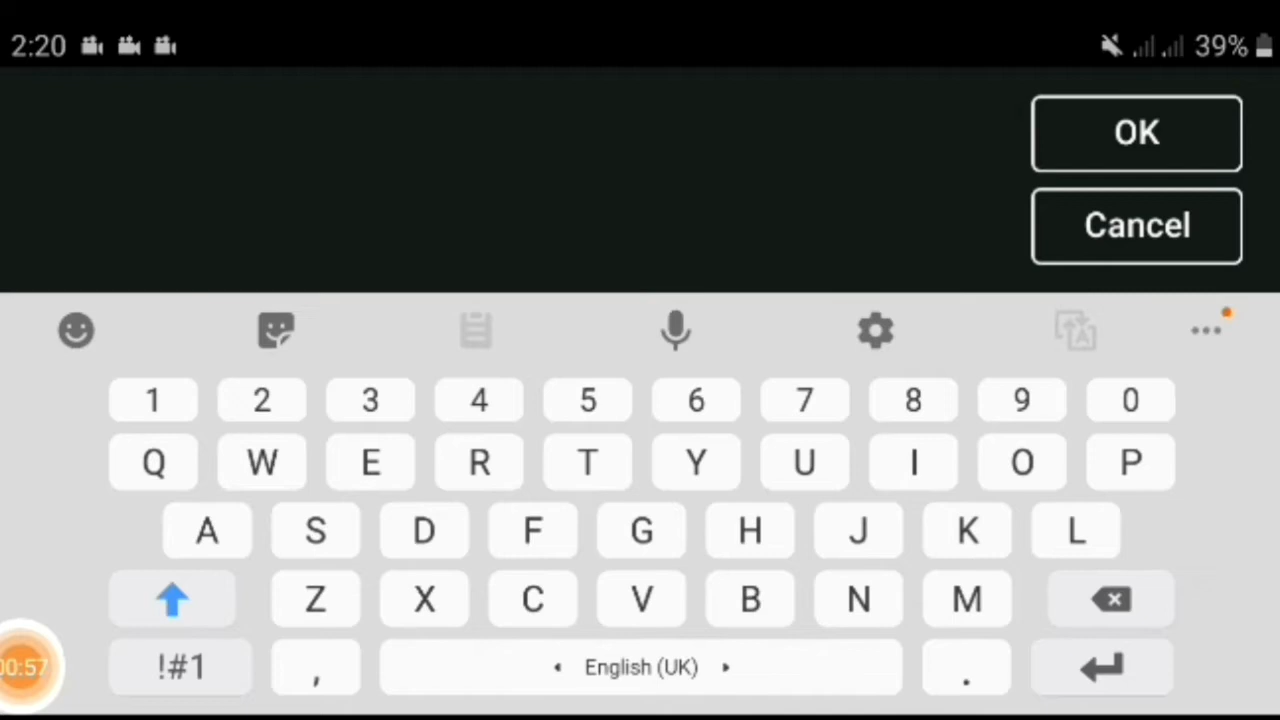 2:20 39%
OK
Cancel
1 2 3 4 5 6 7 8 9 0
Q W E R T Y U I O P
A S D F G H J K L
Z X C V B N M
00:57 !#1 , English (UK) .